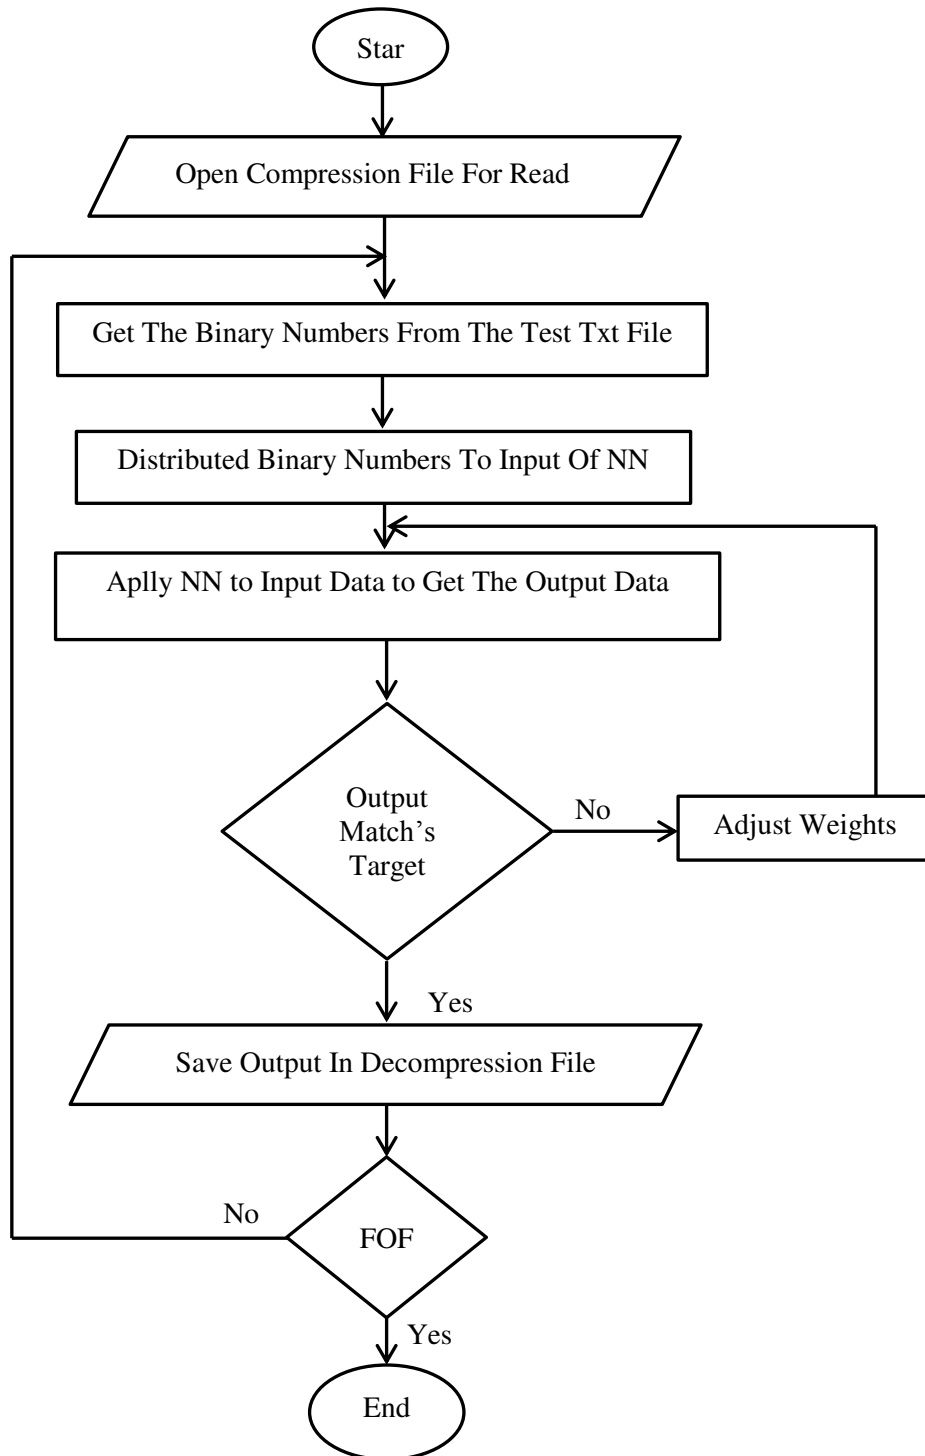 Star
Open Compression File For Read
Get The Binary Numbers From The Test Txt File
Distributed Binary Numbers To Input Of NN
Aplly NN to Input Data to Get The Output Data
Output
Match's
Target
No
Adjust Weights
Yes
Save Output In Decompression File
No
FOF
Yes
End